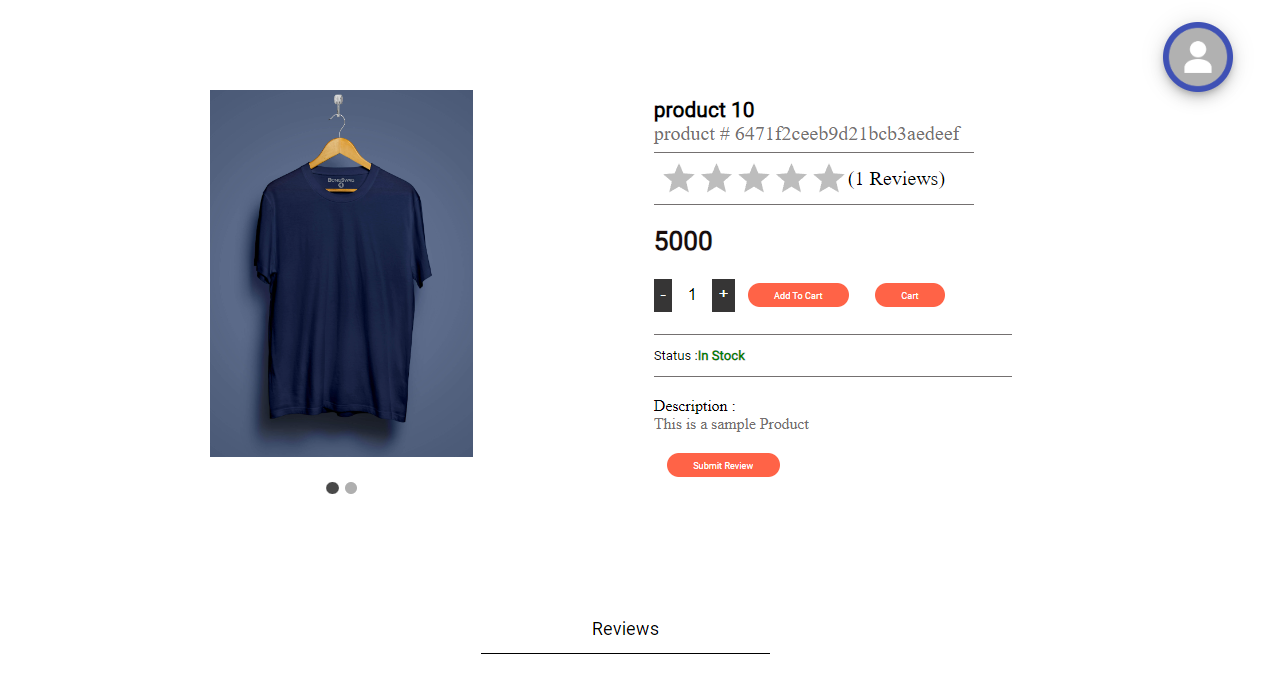 product 10
product # 6471f2ceeb9d21bcb3aedeef
(1 Reviews)
5000
- 1 + Add To Cart Cart
Status :In Stock
Description :
This is a sample Product
Submit Review
Reviews